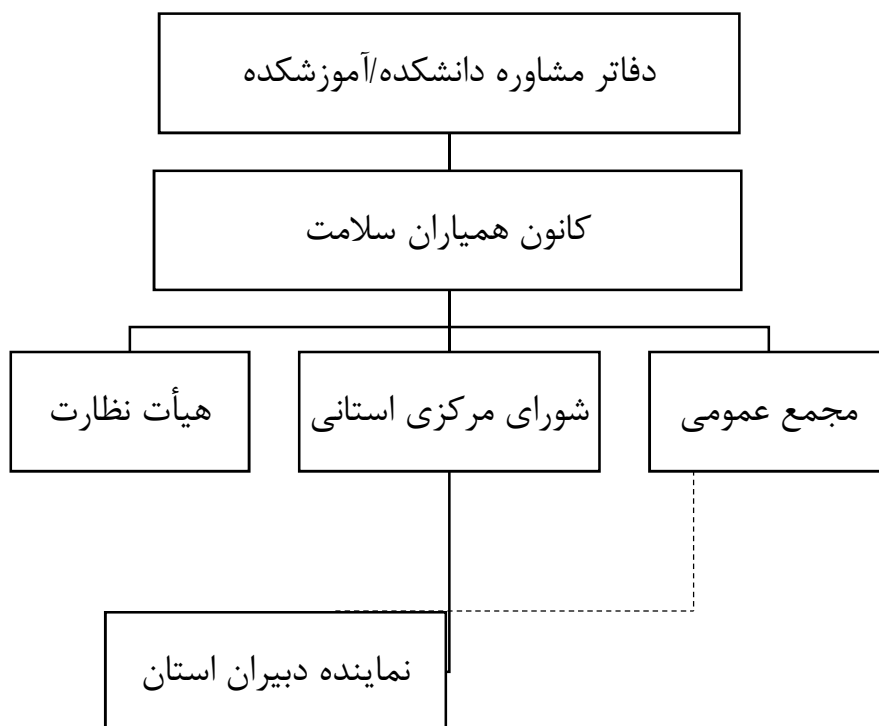 دفاتر مشاوره دانشکده/آموزشکده
کانون همیاران سلامت
مجمع عمومی
شورای مرکزی استانی
هیأت نظارت
نماینده دبیران استان